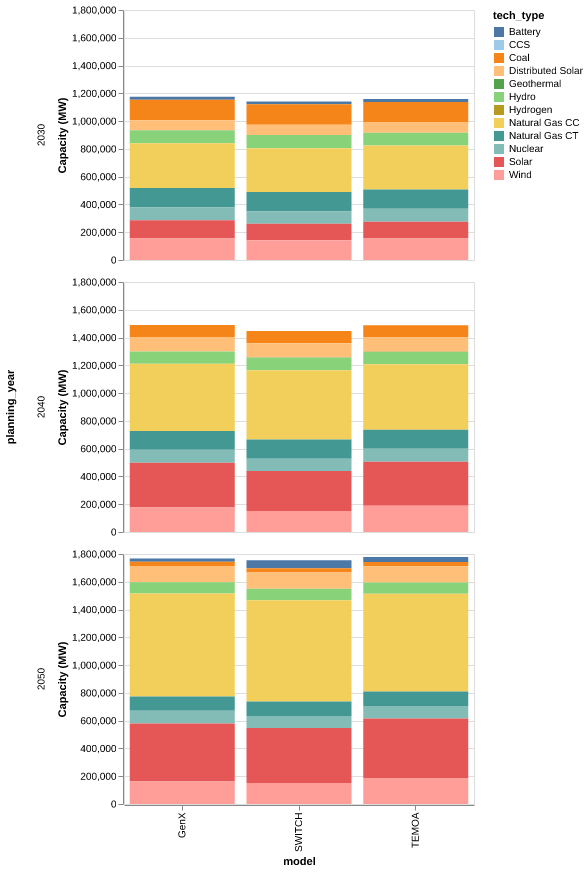 tech_type
Battery
CCS
Coal
Distributed Solar
Geothermal
Hydro
Hydrogen
Natural Gas CC
Natural Gas CT
Nuclear
Solar
Wind
planning_year
2030
Capacity (MW)
1,800,000
1,600,000
1,400,000
1,200,000
1,000,000
800,000
600,000
400,000
200,000
0
2040
Capacity (MW)
1,800,000
1,600,000
1,400,000
1,200,000
1,000,000
800,000
600,000
400,000
200,000
0
2050
Capacity (MW)
1,800,000
1,600,000
1,400,000
1,200,000
1,000,000
800,000
600,000
400,000
200,000
0
GenX
SWITCH
TEMOA
model